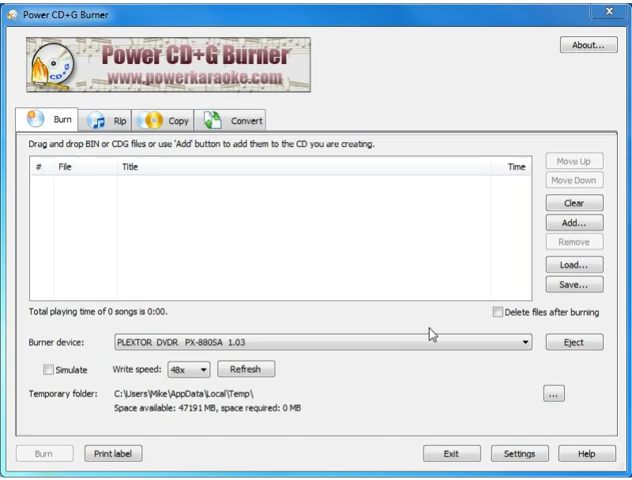 Power CD+G Burner
X
Power CD+G Burner
www.powerkaraoke.com
CD+G
About...
Burn Rip Copy Convert
Drag and drop BIN or CDG files or use 'Add' button to add them to the CD you are creating.
# File Title Time
Move Up
Move Down
Clear
Add...
Remove
Load...
Save...
Total playing time of 0 songs is 0:00.
Delete files after burning
Burner device: PLEXTOR DVDR PX-880SA 1.03 Eject
Simulate Write speed: 48x Refresh
Temporary folder: C:\Users\Mike\AppData\Local\Temp\ ...
Space available: 47191 MB, space required: 0 MB
Burn Print label Exit Settings Help